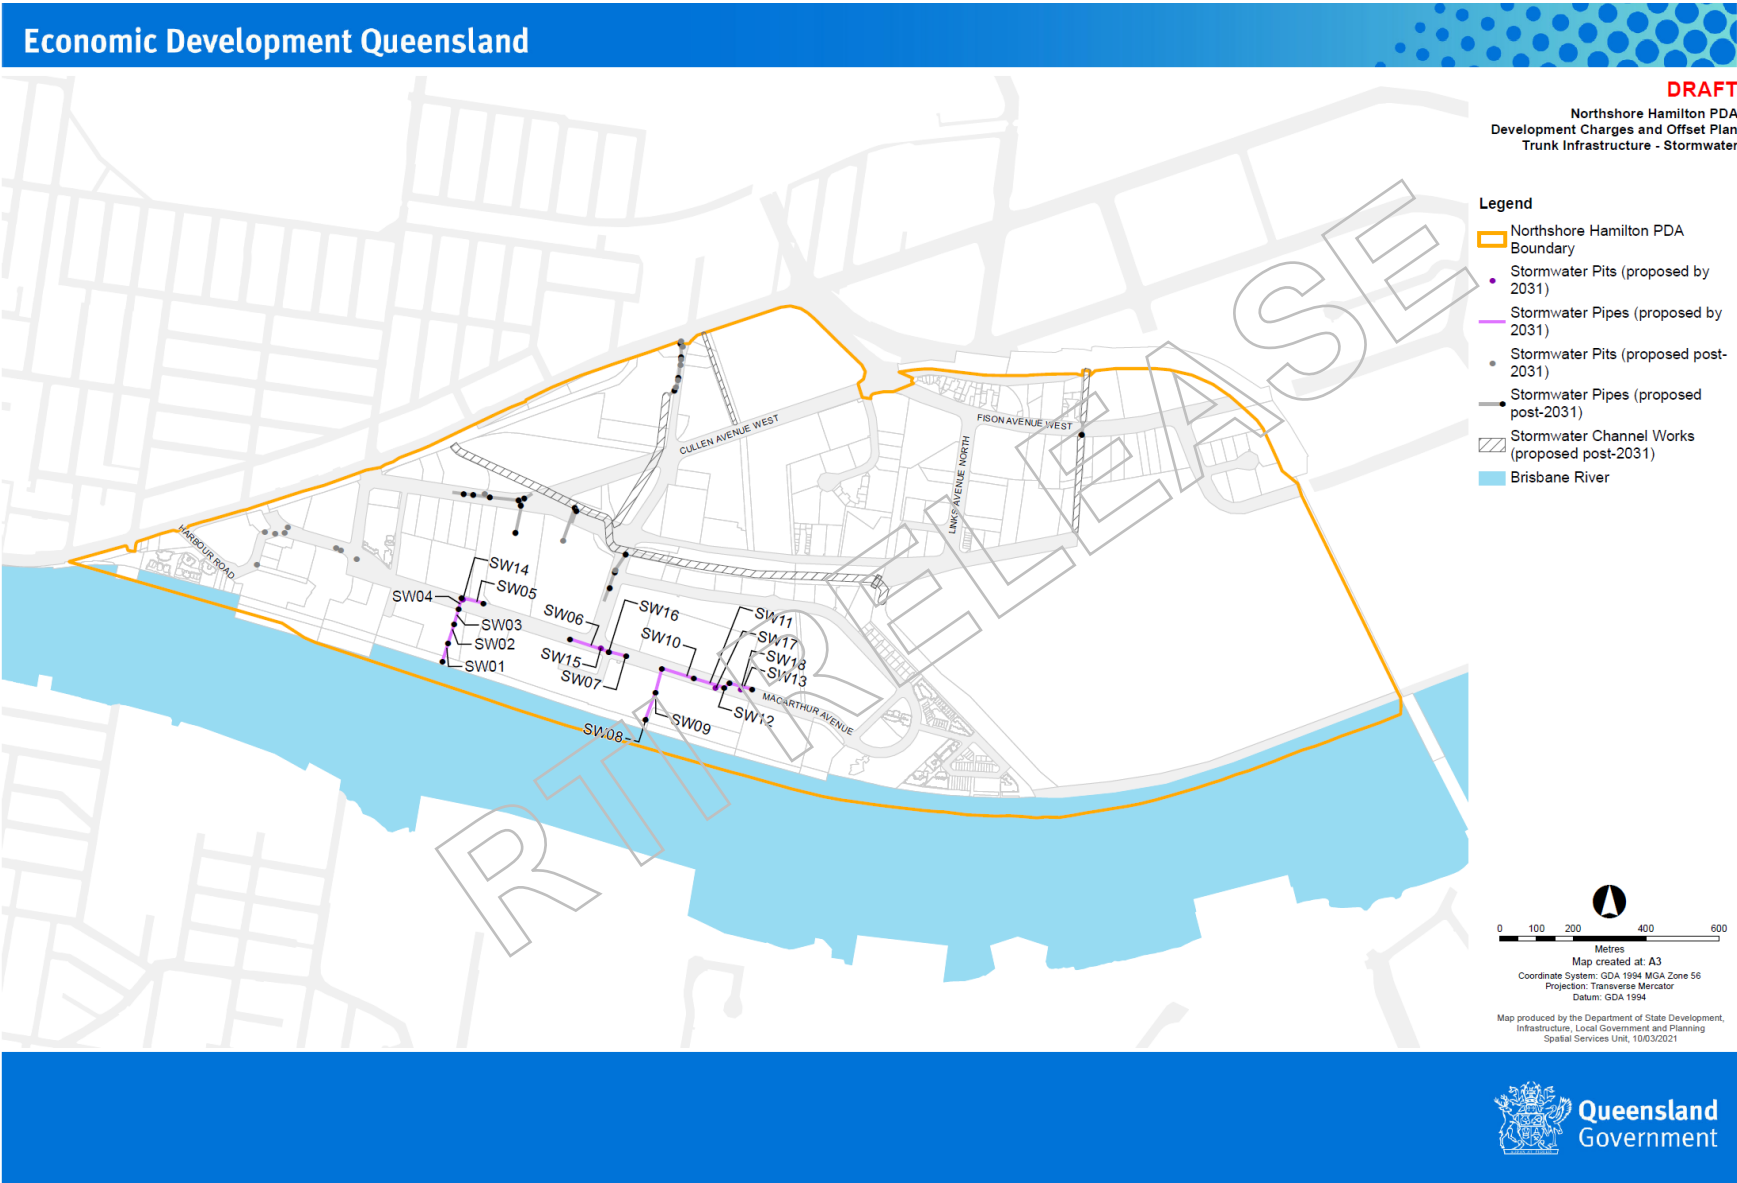 Economic Development Queensland
DRAFT
Northshore Hamilton PDA
Development Charges and Offset Plan
Trunk Infrastructure - Stormwater
Legend
Northshore Hamilton PDA
Boundary
Stormwater Pits (proposed by
2031)
Stormwater Pipes (proposed by
2031)
Stormwater Pits (proposed post-
2031)
Stormwater Pipes (proposed
post-2031)
Stormwater Channel Works
(proposed post-2031)
Brisbane River
CULLEN AVENUE WEST
FISON AVENUE WEST
LINKS AVENUE NORTH
HARBOUR ROAD
MACARTHUR AVENUE
SW14
SW05
SW04
SW03
SW02
SW01
SW06
SW16
SW10
SW11
SW17
SW18
SW13
SW15
SW07
SW12
SW09
SW08
RTI RELEASE
0 100 200 400 600
Metres
Map created at: A3
Coordinate System: GDA 1994 MGA Zone 56
Projection: Transverse Mercator
Datum: GDA 1994
Map produced by the Department of State Development,
Infrastructure, Local Government and Planning
Spatial Services Unit, 10/03/2021
Queensland
Government